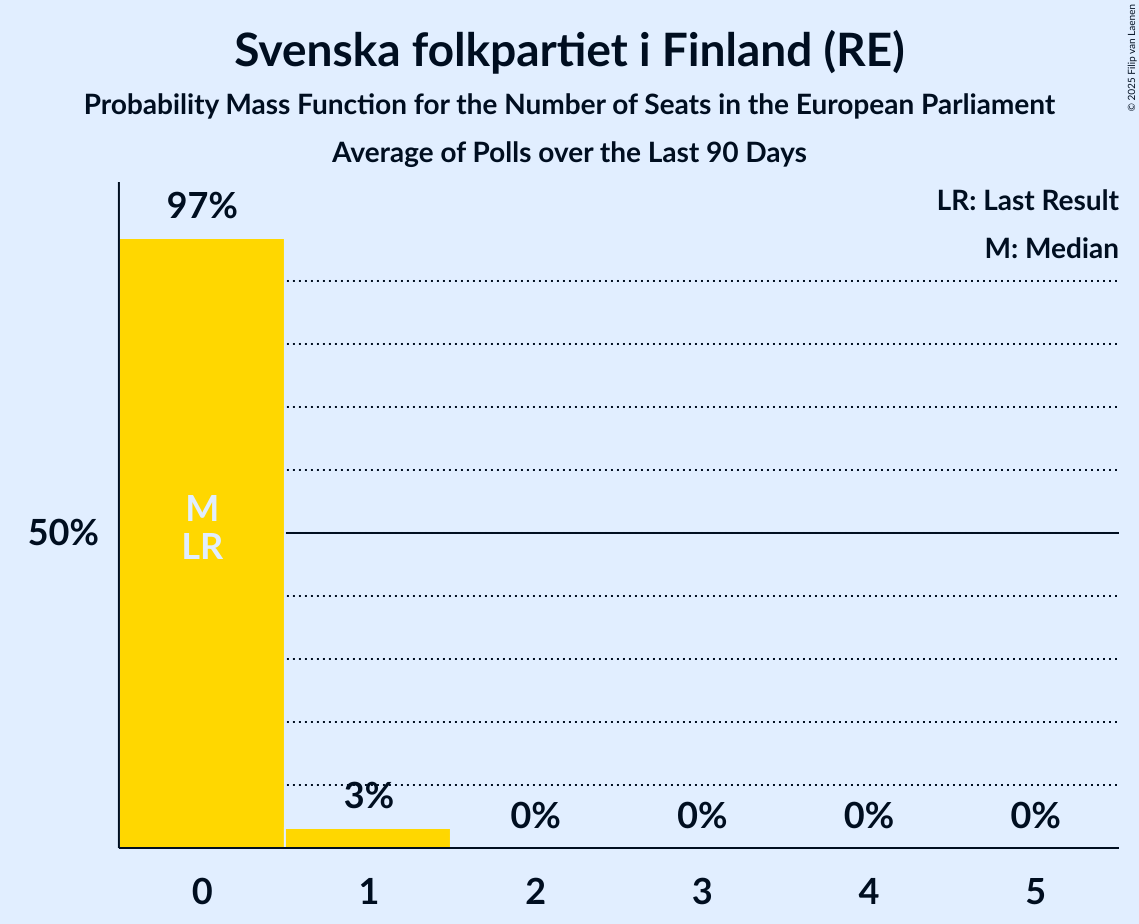 Svenska folkpartiet i Finland (RE)
Probability Mass Function for the Number of Seats in the European Parliament
Average of Polls over the Last 90 Days
© 2025 Filip van Laenen
LR: Last Result
M: Median
97%
50%
M
LR
3%
0%
0%
0%
0%
0 1 2 3 4 5